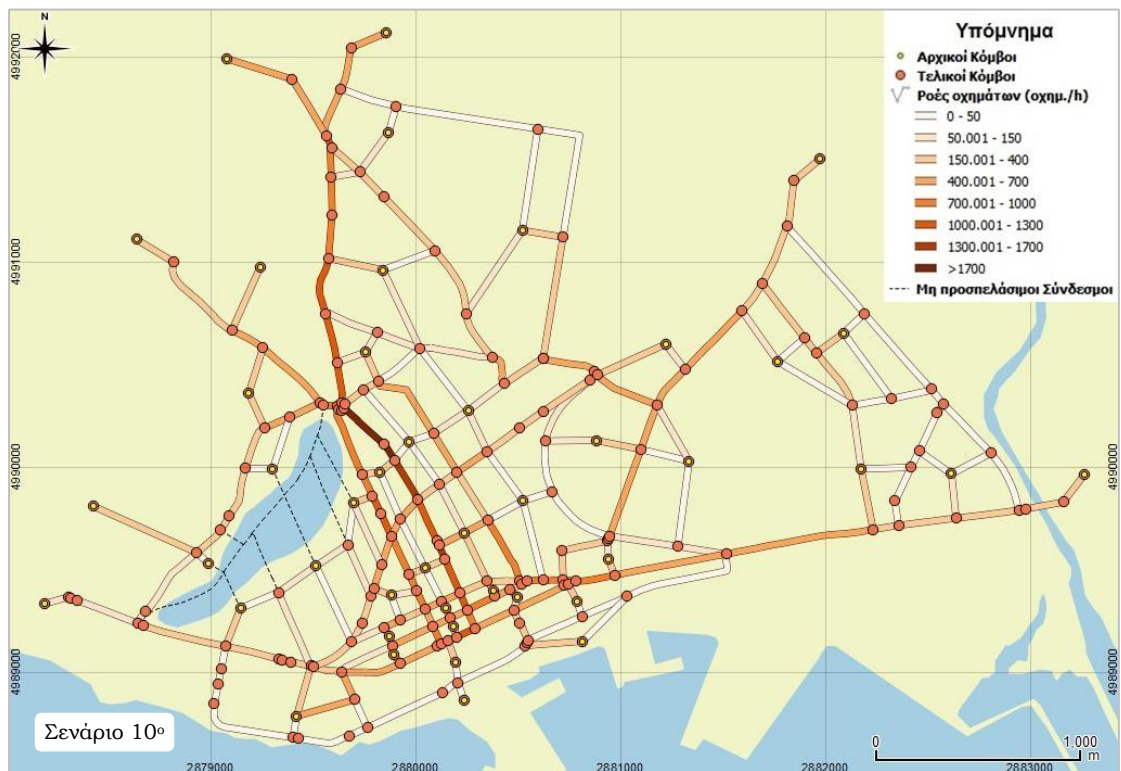 N
Υπόμνημα
Αρχικοί Κόμβοι
Τελικοί Κόμβοι
Ροές οχημάτων (οχημ./h)
0 - 50
50.001 - 150
150.001 - 400
400.001 - 700
700.001 - 1000
1000.001 - 1300
1300.001 - 1700
>1700
Μη προσπελάσιμοι Σύνδεσμοι
4992000
4991000
4990000
4990000
4989000
4989000
Σενάριο 10ο
0 1,000
m
2879000 2880000 2881000 2882000 2883000